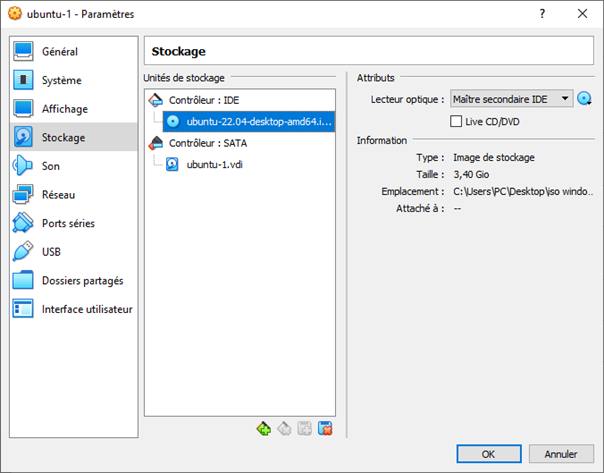 ubuntu-1 - Paramètres
?
Général
Système
Affichage
Stockage
Son
Réseau
Ports séries
USB
Dossiers partagés
Interface utilisateur
Stockage
Unités de stockage
Contrôleur : IDE
ubuntu-22.04-desktop-amd64.i...
Contrôleur : SATA
ubuntu-1.vdi
Attributs
Lecteur optique : Maître secondaire IDE
Live CD/DVD
Information
Type : Image de stockage
Taille : 3,40 Gio
Emplacement : C:\Users\PC\Desktop\iso windo...
Attaché à : --
OK
Annuler